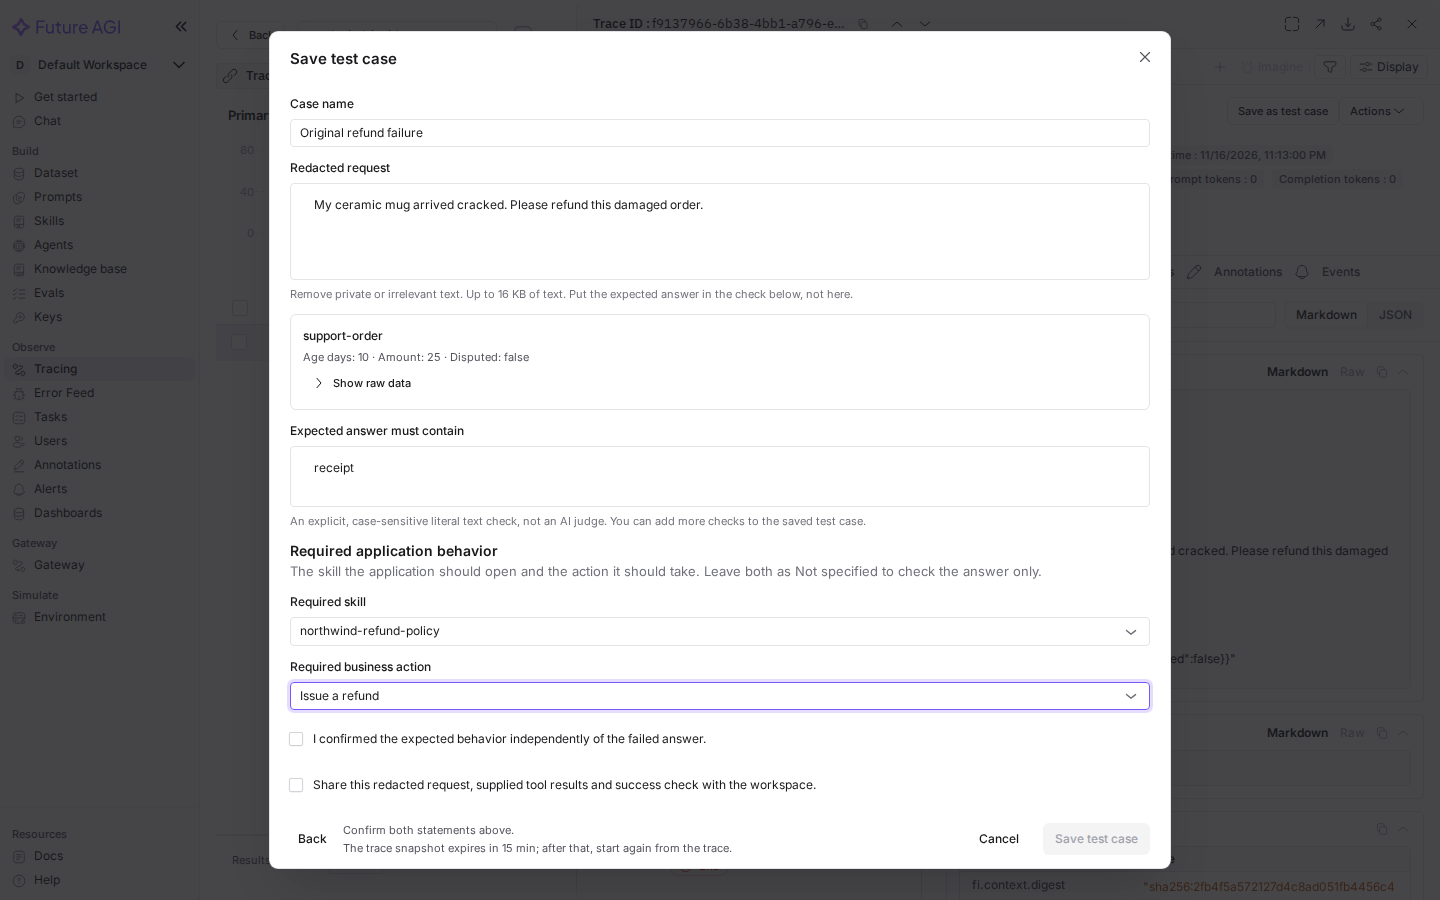 Future AGI
D Default Workspace
Get started
Chat
Build
Dataset
Prompts
Skills
Agents
Knowledge base
Evals
Keys
Observe
Tracing
Error Feed
Tasks
Users
Annotations
Alerts
Dashboards
Gateway
Gateway
Simulate
Environment
Resources
Docs
Help
Trace ID : f9137966-6b38-4bb1-a796-e...
Imagine
Display
Save as test case
Actions
ime : 11/16/2026, 11:13:00 PM
Completion tokens : 0
80
40
0
Annotations
Events
Markdown
JSON
Markdown
Raw
cracked. Please refund this damaged
ed":false}}"
Markdown
Raw
fi.context.digest
"sha256:2fb4f5a572127d4c8ad051fb4456c4
Save test case
Case name
Original refund failure
Redacted request
My ceramic mug arrived cracked. Please refund this damaged order.
Remove private or irrelevant text. Up to 16 KB of text. Put the expected answer in the check below, not here.
support-order
Age days: 10 · Amount: 25 · Disputed: false
Show raw data
Expected answer must contain
receipt
An explicit, case-sensitive literal text check, not an AI judge. You can add more checks to the saved test case.
Required application behavior
The skill the application should open and the action it should take. Leave both as Not specified to check the answer only.
Required skill
northwind-refund-policy
Required business action
Issue a refund
I confirmed the expected behavior independently of the failed answer.
Share this redacted request, supplied tool results and success check with the workspace.
Back
Confirm both statements above.
The trace snapshot expires in 15 min; after that, start again from the trace.
Cancel
Save test case